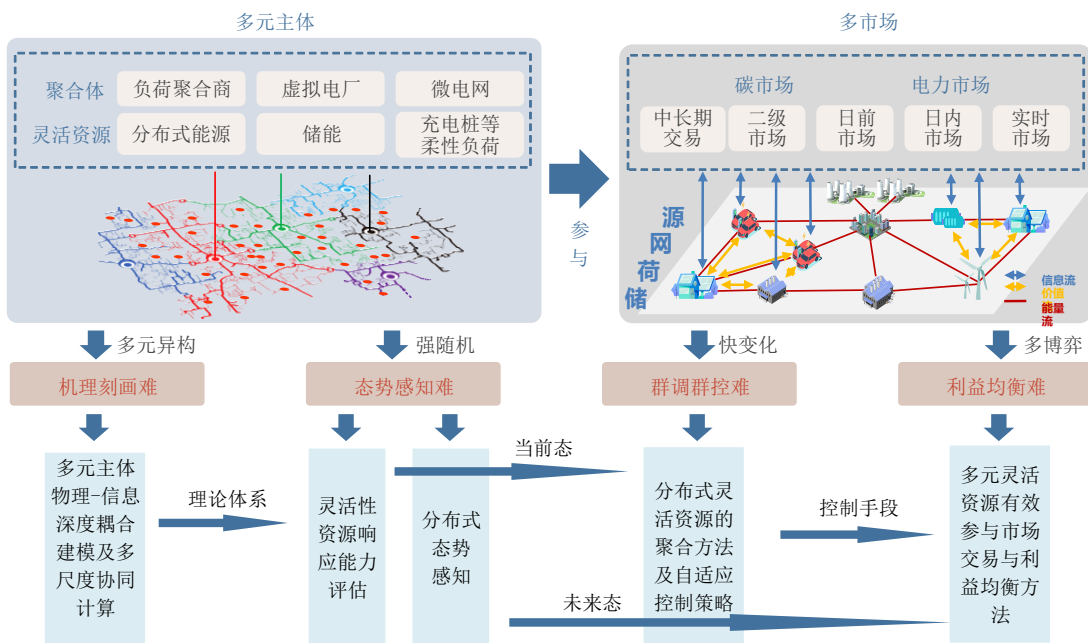 多元主体
多市场
聚合体
负荷聚合商
虚拟电厂
微电网
灵活资源
分布式能源
储能
充电桩等
柔性负荷
参
与
碳市场
电力市场
中长期
交易
二级
市场
日前
市场
日内
市场
实时
市场
源
网
荷
储
信息流
价值
能量
流
多元异构
强随机
快变化
多博弈
机理刻画难
态势感知难
群调群控难
利益均衡难
多元主体
物理-信息
深度耦合
建模及多
尺度协同
计算
理论体系
灵活性
资源响
应能力
评估
分布式
态势
感知
当前态
未来态
分布式灵
活资源的
聚合方法
及自适应
控制策略
控制手段
多元灵活
资源有效
参与市场
交易与利
益均衡方
法